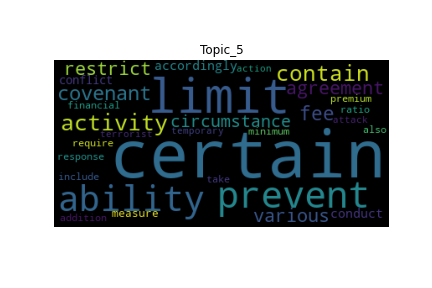 Topic_5
restrict accordingly action contain
conflict limit agreement
covenant premium
financial circumstance fee ratio
activity attack
terrorist temporary minimum also
require certain
response
include take
ability prevent
addition measure various conduct